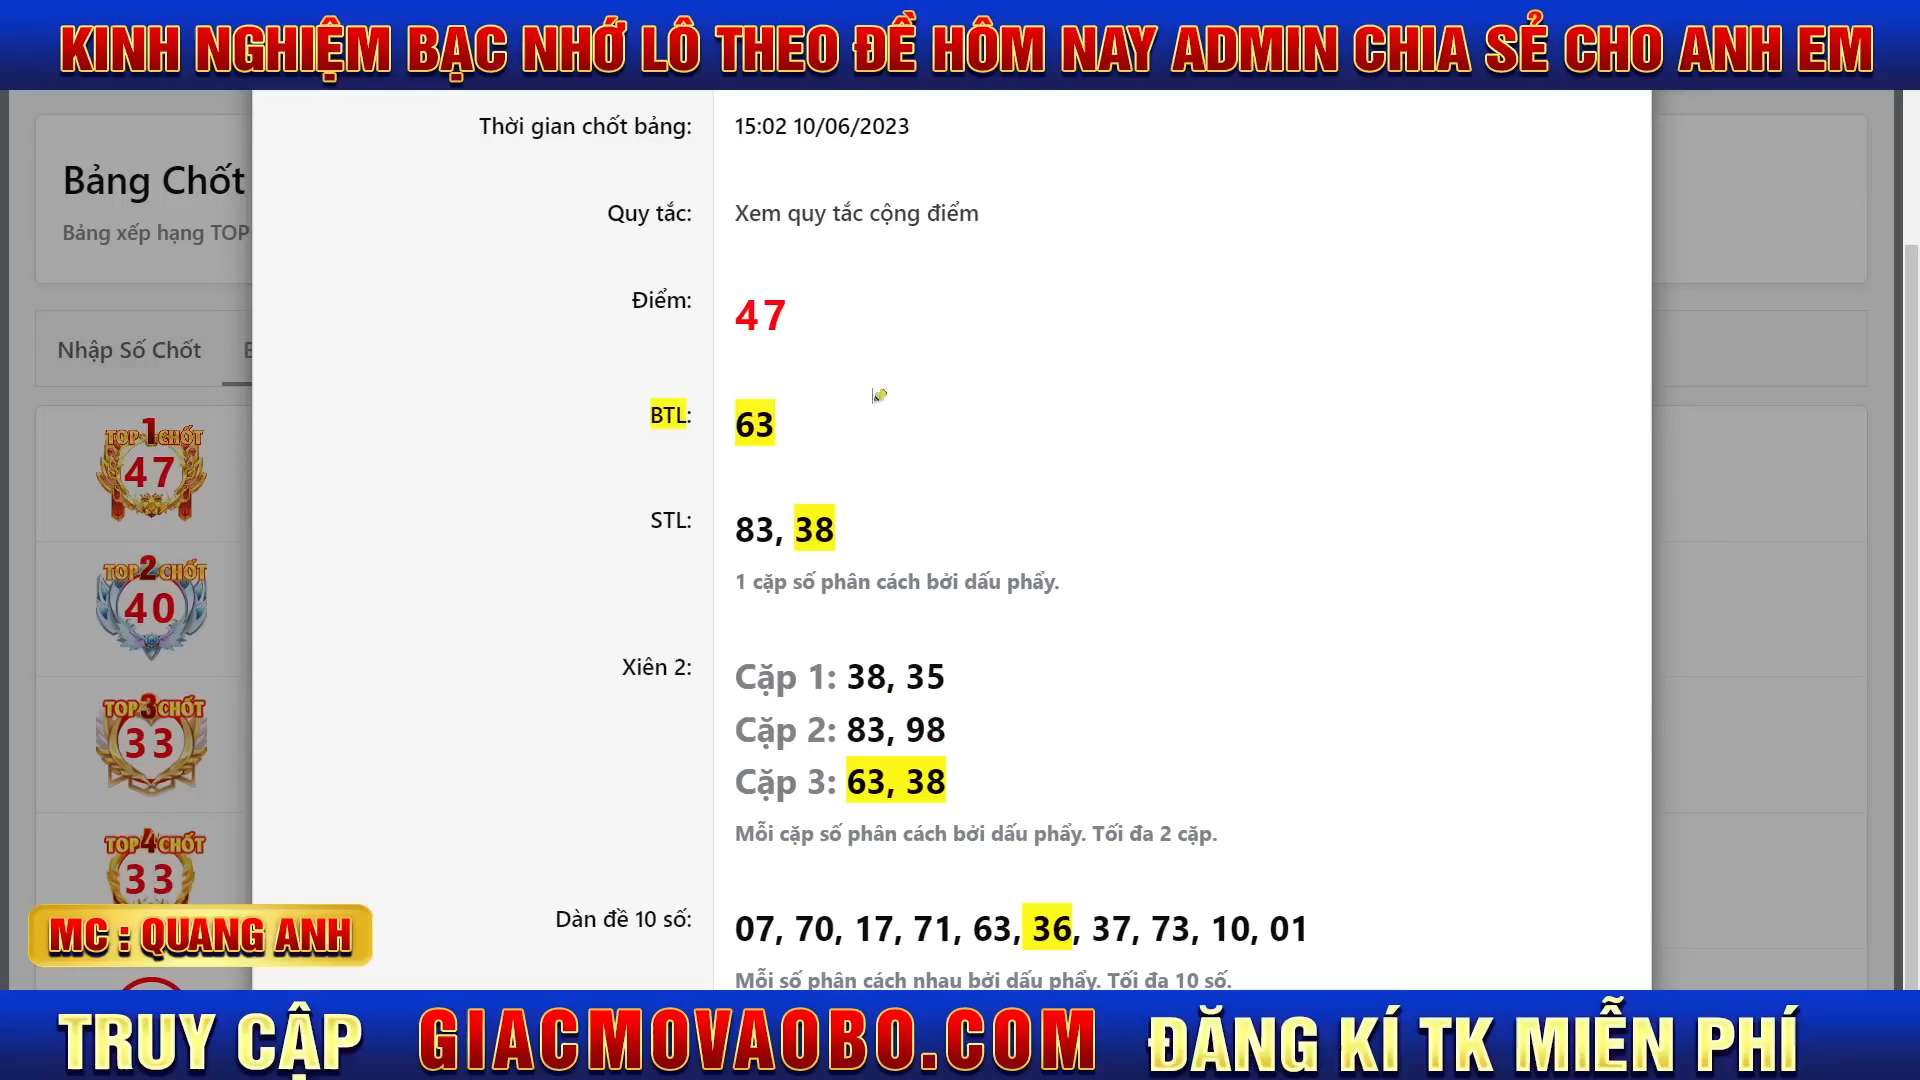 KINH NGHIỆM BẠC NHỚ LÔ THEO ĐỀ HÔM NAY ADMIN CHIA SẺ CHO ANH EM
Thời gian chốt bảng: 15:02 10/06/2023
Bảng Chốt
Bảng xếp hạng TOP
Quy tắc: Xem quy tắc cộng điểm
Điểm: 47
Nhập Số Chốt
BTL: 63
TOP 1 CHỐT
47
STL: 83, 38
1 cặp số phân cách bởi dấu phẩy.
TOP 2 CHỐT
40
Xiên 2: Cặp 1: 38, 35
Cặp 2: 83, 98
Cặp 3: 63, 38
Mỗi cặp số phân cách bởi dấu phẩy. Tối đa 2 cặp.
TOP 3 CHỐT
33
TOP 4 CHỐT
33
Dàn đề 10 số: 07, 70, 17, 71, 63, 36, 37, 73, 10, 01
Mỗi số phân cách nhau bởi dấu phẩy. Tối đa 10 số.
MC : QUANG ANH
TRUY CẬP GIACMOVAOBO.COM ĐĂNG KÍ TK MIỄN PHÍ